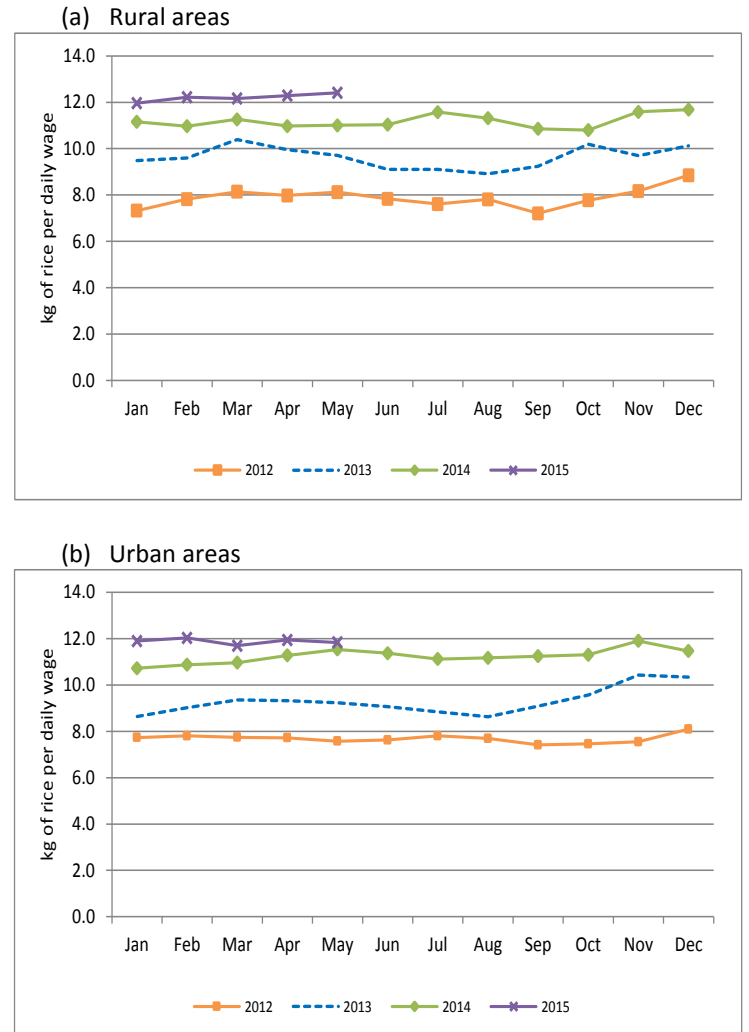 (a) Rural areas
14.0
12.0
10.0
8.0
6.0
4.0
2.0
0.0
kg of rice per daily wage
Jan Feb Mar Apr May Jun Jul Aug Sep Oct Nov Dec
2012 2013 2014 2015
(b) Urban areas
14.0
12.0
10.0
8.0
6.0
4.0
2.0
0.0
kg of rice per daily wage
Jan Feb Mar Apr May Jun Jul Aug Sep Oct Nov Dec
2012 2013 2014 2015